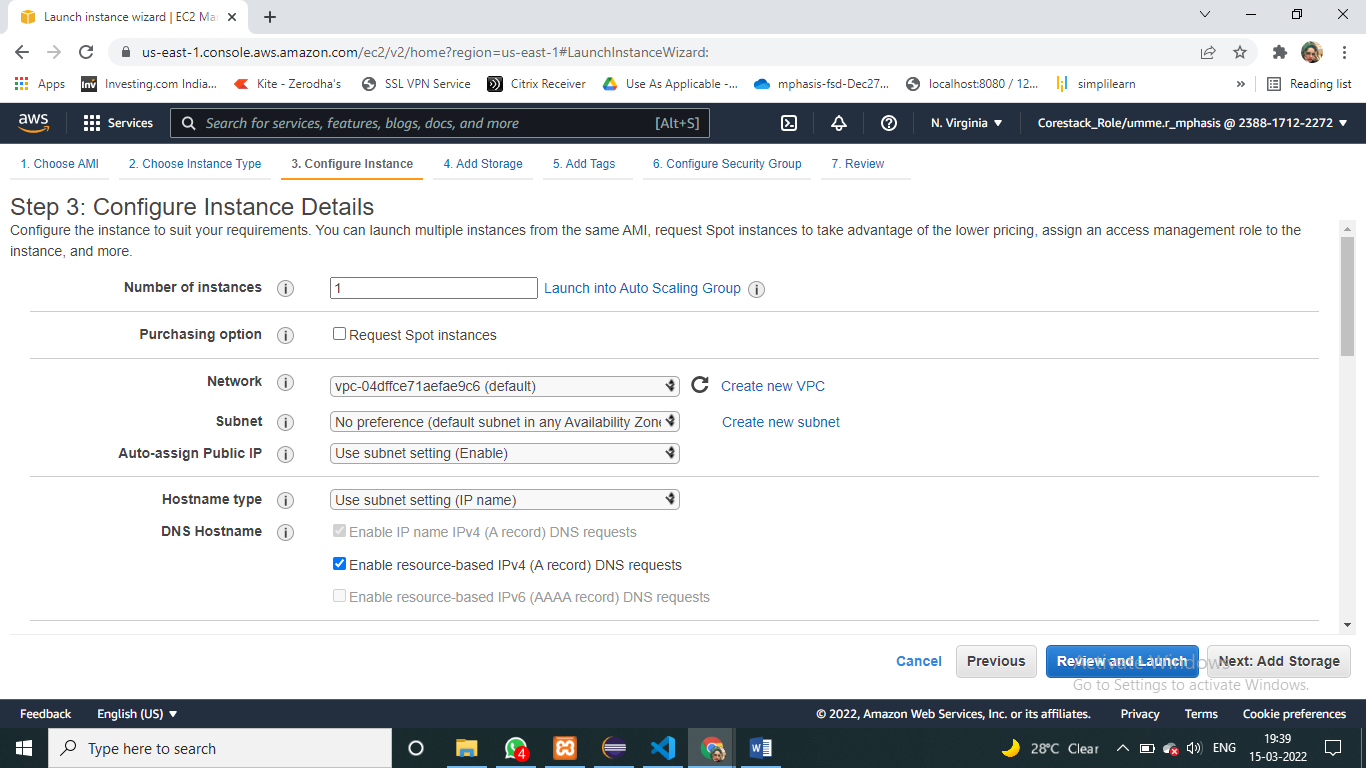 Launch instance wizard | EC2 Mar
us-east-1.console.aws.amazon.com/ec2/v2/home?region=us-east-1#LaunchInstanceWizard:
Apps
inv Investing.com India...
Kite - Zerodha's
SSL VPN Service
Citrix Receiver
Use As Applicable -...
mphasis-fsd-Dec27...
localhost:8080 / 12...
simplilearn
»
Reading list
aws
Services
Search for services, features, blogs, docs, and more [Alt+S]
N. Virginia
Corestack_Role/umme.r_mphasis @ 2388-1712-2272
1. Choose AMI
2. Choose Instance Type
3. Configure Instance
4. Add Storage
5. Add Tags
6. Configure Security Group
7. Review
Step 3: Configure Instance Details
Configure the instance to suit your requirements. You can launch multiple instances from the same AMI, request Spot instances to take advantage of the lower pricing, assign an access management role to the
instance, and more.
Number of instances i 1 Launch into Auto Scaling Group i
Purchasing option i Request Spot instances
Network i vpc-04dffce71aefae9c6 (default) Create new VPC
Subnet i No preference (default subnet in any Availability Zone Create new subnet
Auto-assign Public IP i Use subnet setting (Enable)
Hostname type i Use subnet setting (IP name)
DNS Hostname i Enable IP name IPv4 (A record) DNS requests
Enable resource-based IPv4 (A record) DNS requests
Enable resource-based IPv6 (AAAA record) DNS requests
Cancel
Previous
Review and Launch
Next: Add Storage
Activate Windows
Go to Settings to activate Windows.
Feedback
English (US)
© 2022, Amazon Web Services, Inc. or its affiliates.
Privacy
Terms
Cookie preferences
Type here to search
4
28°C Clear
ENG
19:39
15-03-2022